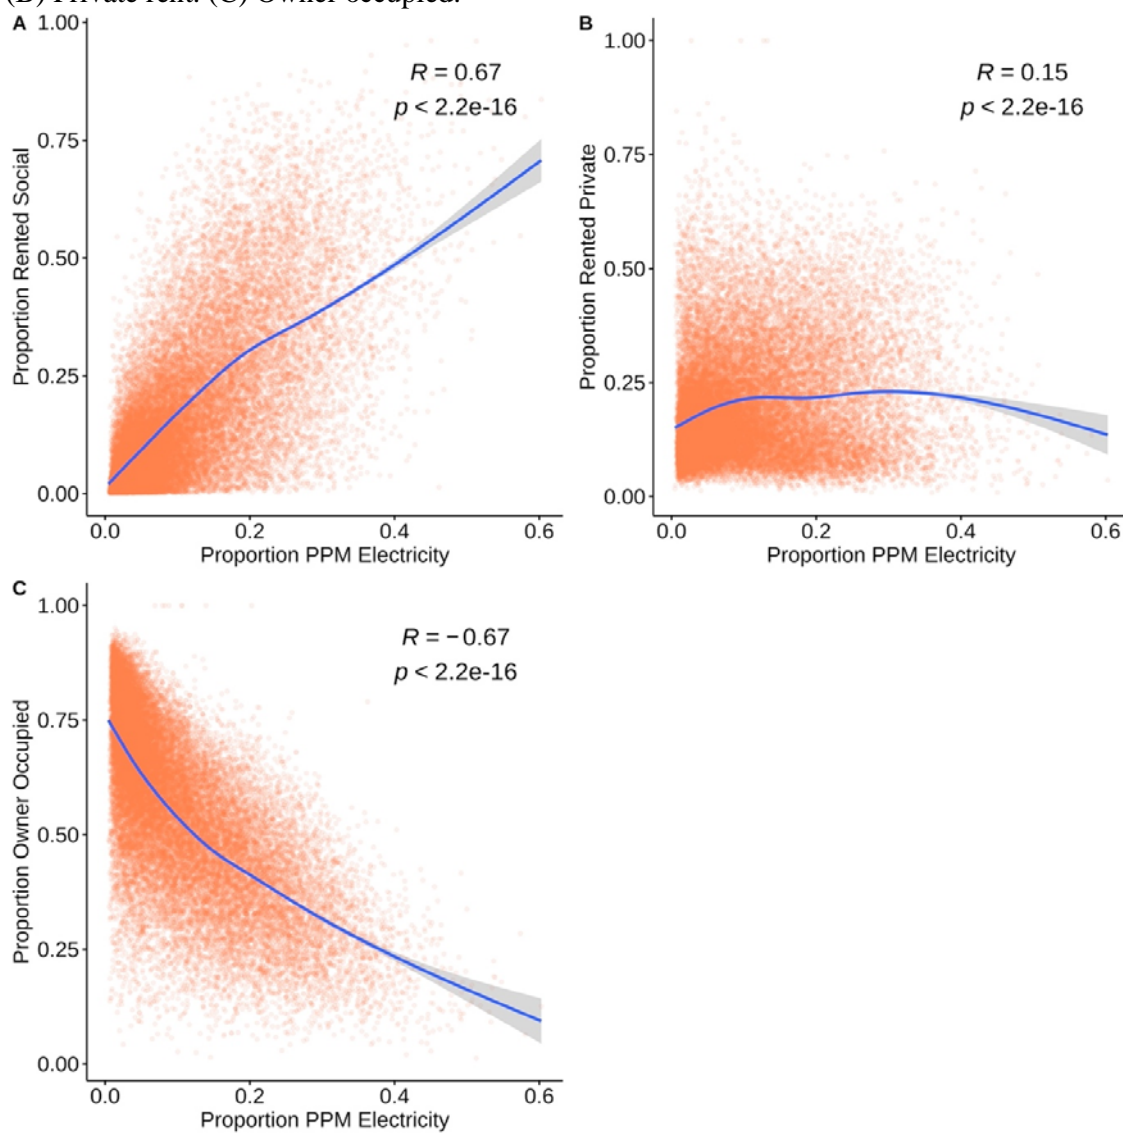 (B) Private rent. (C) Owner occupied.
A
1.00
0.75
0.50
0.25
0.00
Proportion Rented Social
R = 0.67
p < 2.2e-16
0.0 0.2 0.4 0.6
Proportion PPM Electricity
B
1.00
0.75
0.50
0.25
0.00
Proportion Rented Private
R = 0.15
p < 2.2e-16
0.0 0.2 0.4 0.6
Proportion PPM Electricity
C
1.00
0.75
0.50
0.25
0.00
Proportion Owner Occupied
R = −0.67
p < 2.2e-16
0.0 0.2 0.4 0.6
Proportion PPM Electricity